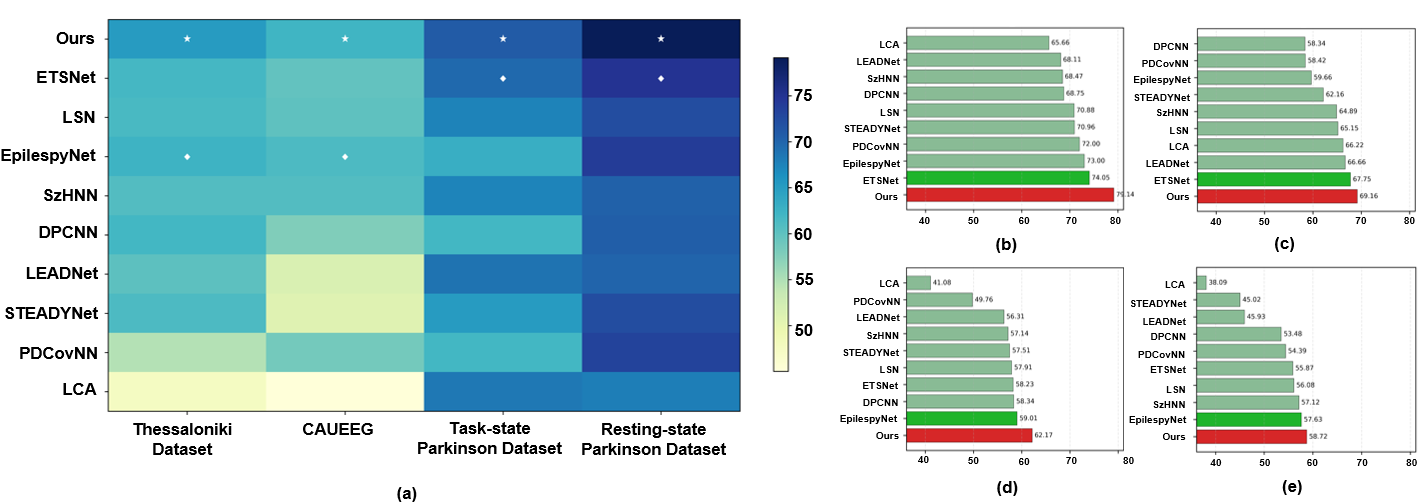 Ours
ETSNet
LSN
EpilespyNet
SzHNN
DPCNN
LEADNet
STEADYNet
PDCovNN
LCA
Thessaloniki
Dataset
CAUEEG
Task-state
Parkinson Dataset
Resting-state
Parkinson Dataset
75
70
65
60
55
50
(a)
LCA 65.66
LEADNet 68.11
SzHNN 68.47
DPCNN 68.75
LSN 70.88
STEADYNet 70.96
PDCovNN 72.00
EpilespyNet 73.00
ETSNet 74.05
Ours 79.14
40 50 60 70 80
(b)
DPCNN 58.34
PDCovNN 58.42
EpilespyNet 59.66
STEADYNet 62.16
SzHNN 64.89
LSN 65.15
LCA 66.22
LEADNet 66.66
ETSNet 67.75
Ours 69.16
40 50 60 70 80
(c)
LCA 41.08
PDCovNN 49.76
LEADNet 56.31
SzHNN 57.14
STEADYNet 57.51
LSN 57.91
ETSNet 58.23
DPCNN 58.34
EpilespyNet 59.01
Ours 62.17
40 50 60 70 80
(d)
LCA 38.09
STEADYNet 45.02
LEADNet 45.93
DPCNN 53.48
PDCovNN 54.39
ETSNet 55.87
LSN 56.08
SzHNN 57.12
EpilespyNet 57.63
Ours 58.72
40 50 60 70 80
(e)